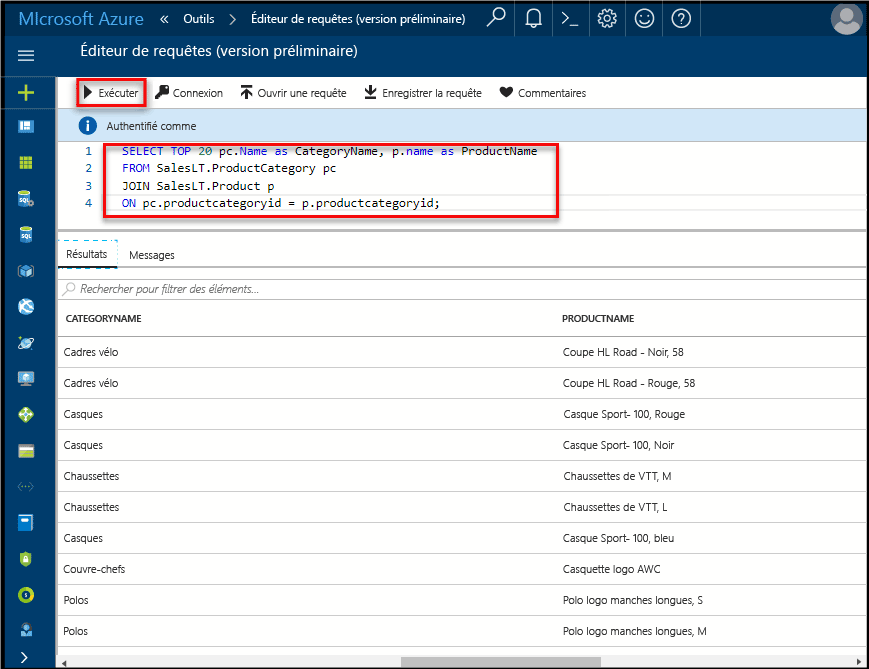 MIcrosoft Azure « Outils > Éditeur de requêtes (version préliminaire)
Éditeur de requêtes (version préliminaire)
Exécuter Connexion Ouvrir une requête Enregistrer la requête Commentaires
Authentifié comme
1 SELECT TOP 20 pc.Name as CategoryName, p.name as ProductName
2 FROM SalesLT.ProductCategory pc
3 JOIN SalesLT.Product p
4 ON pc.productcategoryid = p.productcategoryid;
Résultats Messages
Rechercher pour filtrer des éléments...
CATEGORYNAME PRODUCTNAME
Cadres vélo Coupe HL Road - Noir, 58
Cadres vélo Coupe HL Road - Rouge, 58
Casques Casque Sport- 100, Rouge
Casques Casque Sport- 100, Noir
Chaussettes Chaussettes de VTT, M
Chaussettes Chaussettes de VTT, L
Casques Casque Sport- 100, bleu
Couvre-chefs Casquette logo AWC
Polos Polo logo manches longues, S
Polos Polo logo manches longues, M